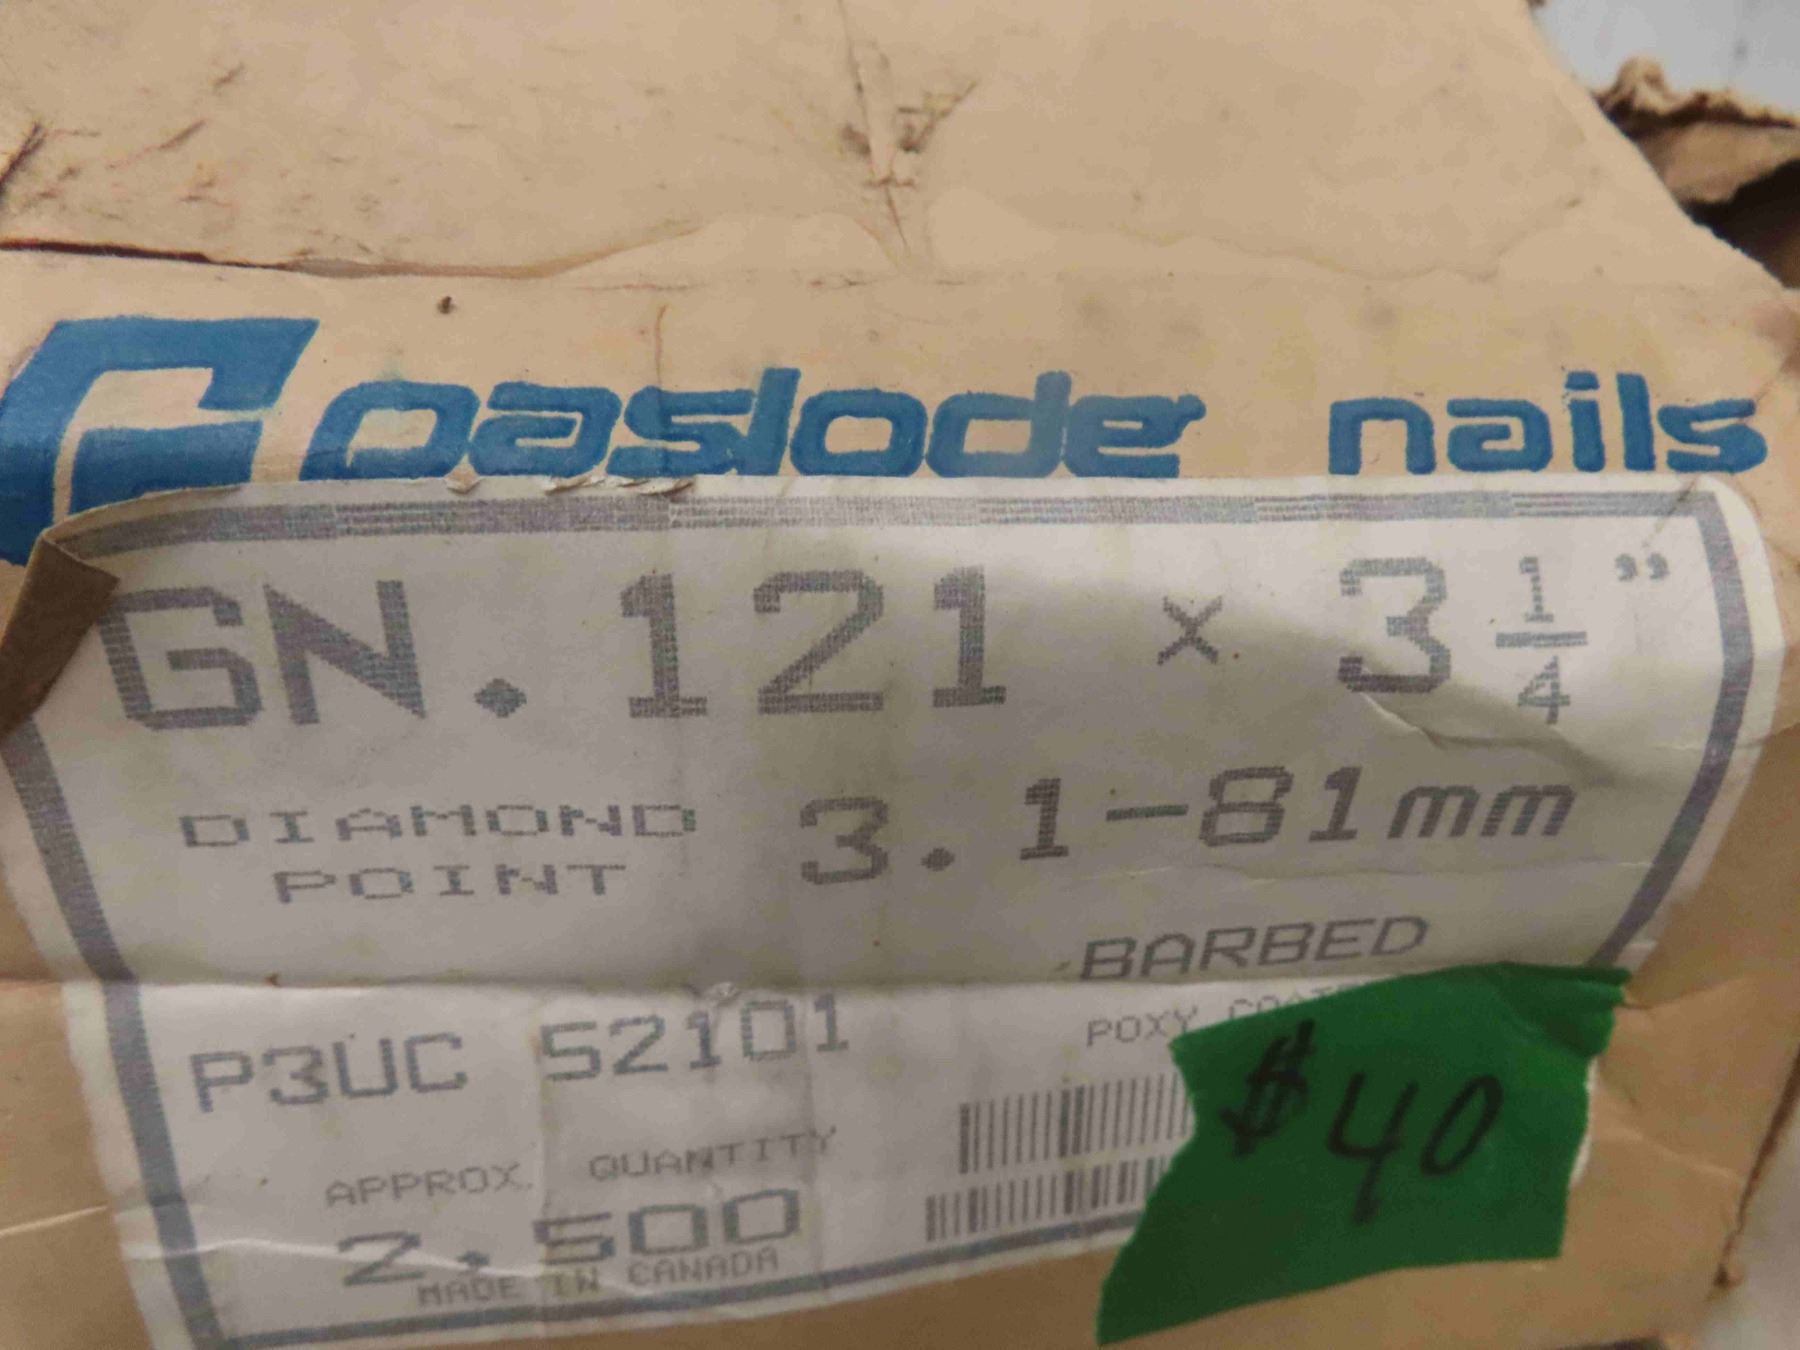 Coaslode nails
GN. 121 x 3 1/4"
DIAMOND
POINT
3.1-81mm
BARBED
POXY
P3UC 52101
$40
APPROX. QUANTITY
2.500
MADE IN CANADA